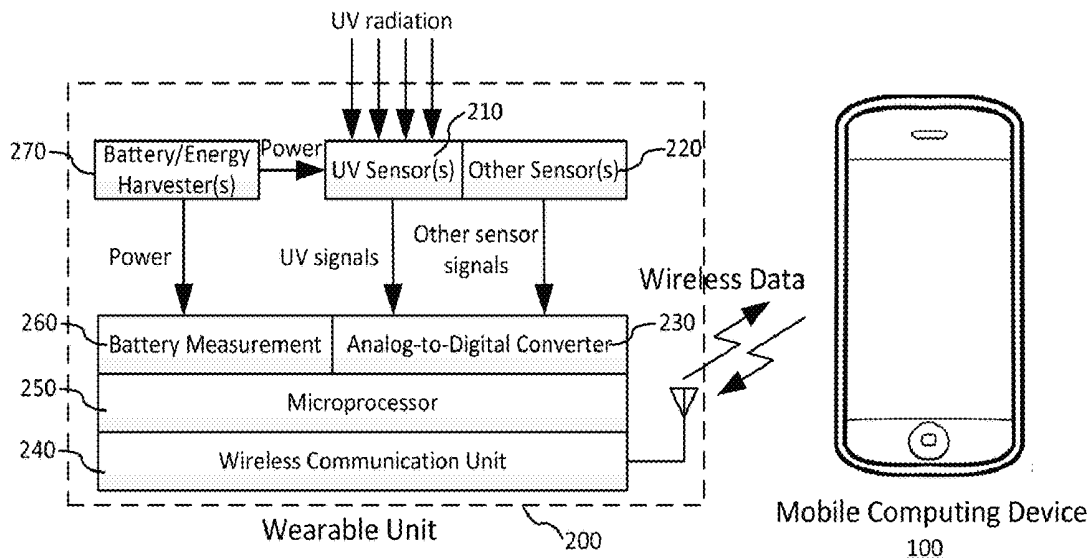 UV radiation
210
270
Battery/Energy
Harvester(s)
Power
UV Sensor(s)
Other Sensor(s)
220
Power
UV signals
Other sensor
signals
Wireless Data
260
Battery Measurement
Analog-to-Digital Converter
230
250
Microprocessor
240
Wireless Communication Unit
Wearable Unit
200
Mobile Computing Device
100